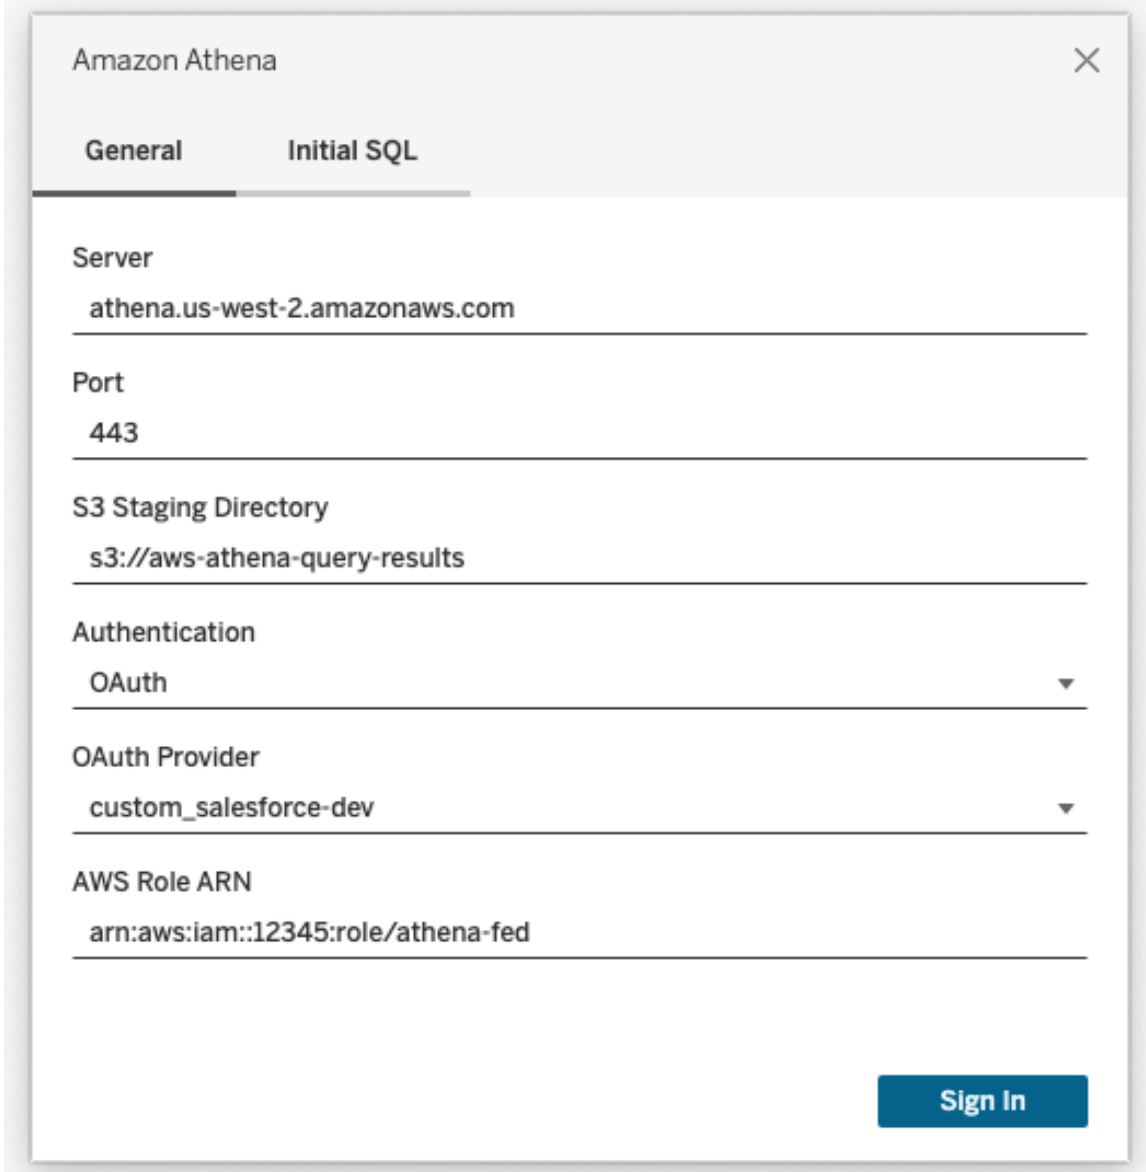 Amazon Athena
General Initial SQL
Server
athena.us-west-2.amazonaws.com
Port
443
S3 Staging Directory
s3://aws-athena-query-results
Authentication
OAuth
OAuth Provider
custom_salesforce-dev
AWS Role ARN
arn:aws:iam::12345:role/athena-fed
Sign In